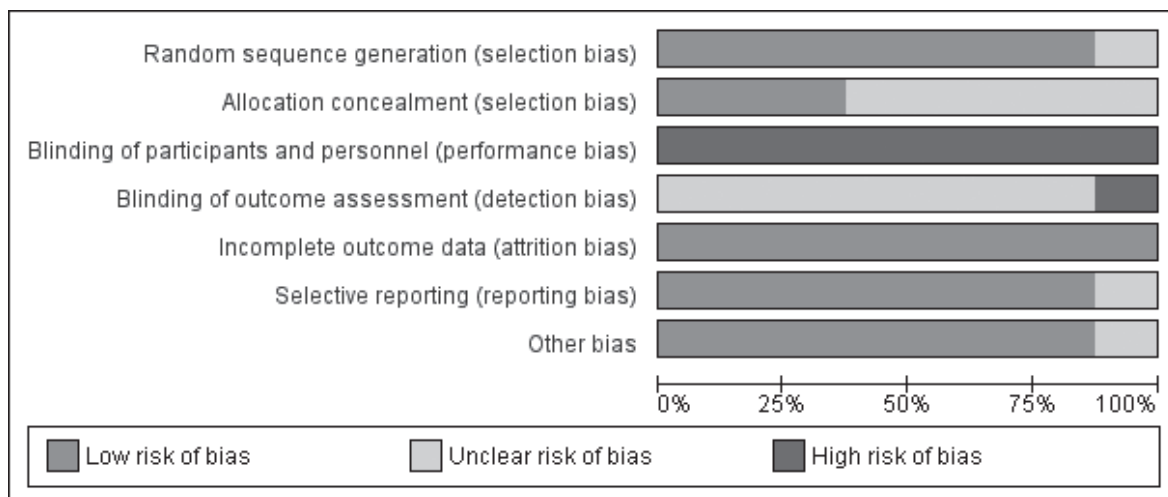 Random sequence generation (selection bias)
Allocation concealment (selection bias)
Blinding of participants and personnel (performance bias)
Blinding of outcome assessment (detection bias)
Incomplete outcome data (attrition bias)
Selective reporting (reporting bias)
Other bias
0% 25% 50% 75% 100%
Low risk of bias Unclear risk of bias High risk of bias